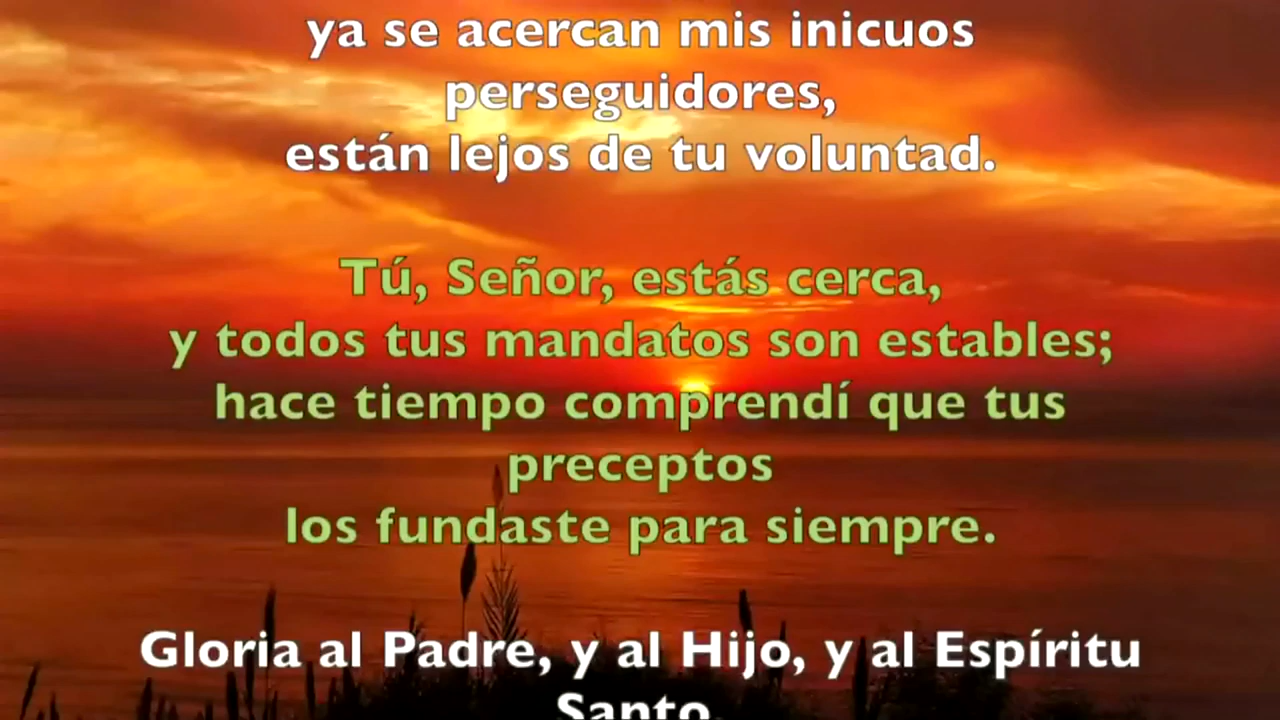 ya se acercan mis inicuos
perseguidores,
están lejos de tu voluntad.
Tú, Señor, estás cerca,
y todos tus mandatos son estables;
hace tiempo comprendí que tus
preceptos
los fundaste para siempre.
Gloria al Padre, y al Hijo, y al Espíritu
Santo.